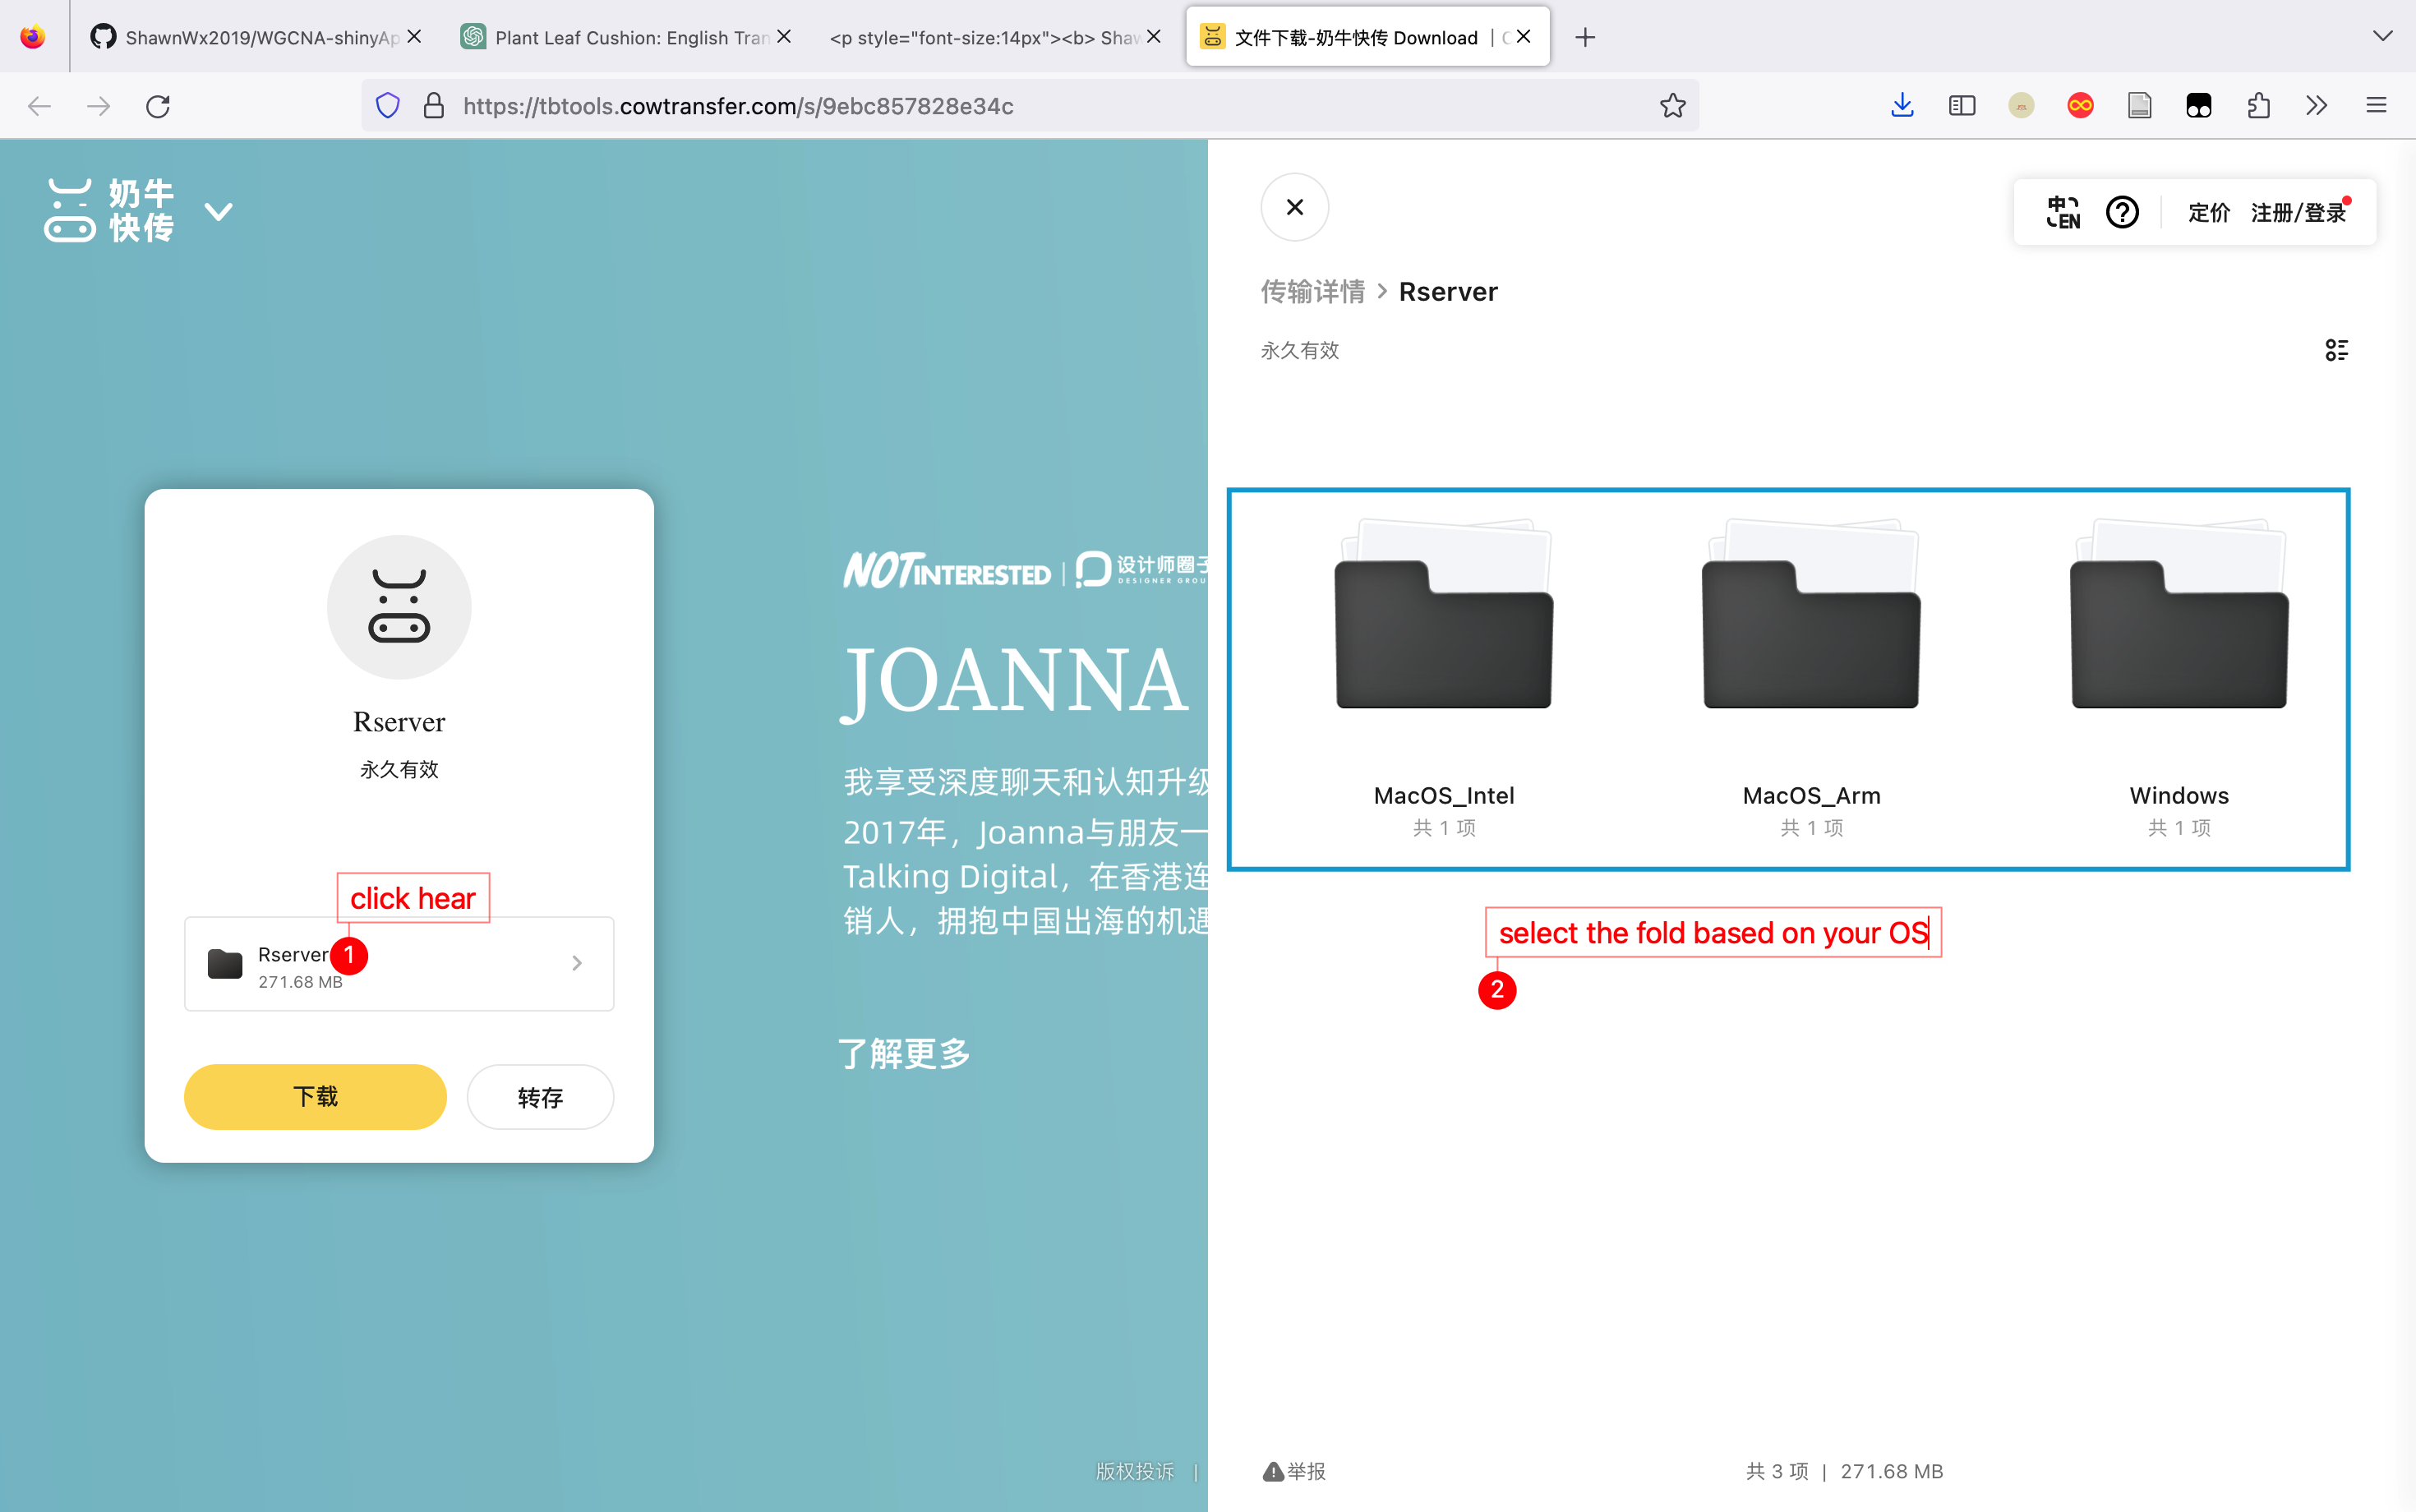 ShawnWx2019/WGCNA-shinyAp
Plant Leaf Cushion: English Tran
<p style="font-size:14px"><b> Shaw
文件下载-奶牛快传 Download | C
https://tbtools.cowtransfer.com/s/9ebc857828e34c
奶牛
快传
中
EN
定价
注册/登录
传输详情 > Rserver
永久有效
Rserver
永久有效
click hear
Rserver
1
271.68 MB
下载
转存
NOT INTERESTED | 设计师圈子
DESIGNER GROU
JOANNA
我享受深度聊天和认知升级
2017年，Joanna与朋友一
Talking Digital，在香港连
销人，拥抱中国出海的机遇
了解更多
版权投诉 |
MacOS_Intel
共 1 项
MacOS_Arm
共 1 项
Windows
共 1 项
select the fold based on your OS
2
举报
共 3 项 | 271.68 MB